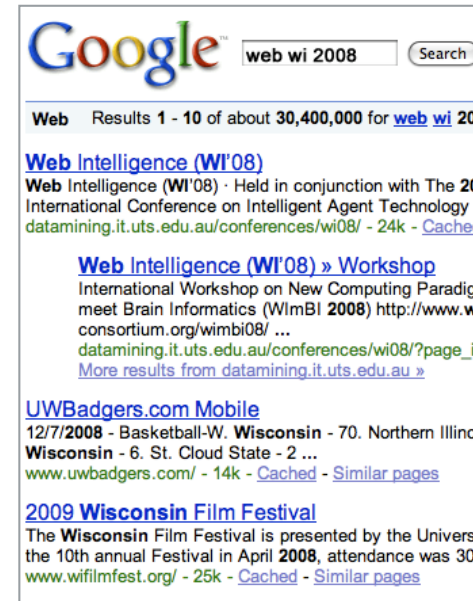 Google™ web wi 2008 Search
Web Results 1 - 10 of about 30,400,000 for web wi 20
Web Intelligence (WI'08)
Web Intelligence (WI'08) · Held in conjunction with The 20
International Conference on Intelligent Agent Technology
datamining.it.uts.edu.au/conferences/wi08/ - 24k - Cached
Web Intelligence (WI'08) » Workshop
International Workshop on New Computing Paradig
meet Brain Informatics (WImBI 2008) http://www.w
consortium.org/wimbi08/ ...
datamining.it.uts.edu.au/conferences/wi08/?page_i
More results from datamining.it.uts.edu.au »
UWBadgers.com Mobile
12/7/2008 - Basketball-W. Wisconsin - 70. Northern Illino
Wisconsin - 6. St. Cloud State - 2 ...
www.uwbadgers.com/ - 14k - Cached - Similar pages
2009 Wisconsin Film Festival
The Wisconsin Film Festival is presented by the Univers
the 10th annual Festival in April 2008, attendance was 30
www.wifilmfest.org/ - 25k - Cached - Similar pages